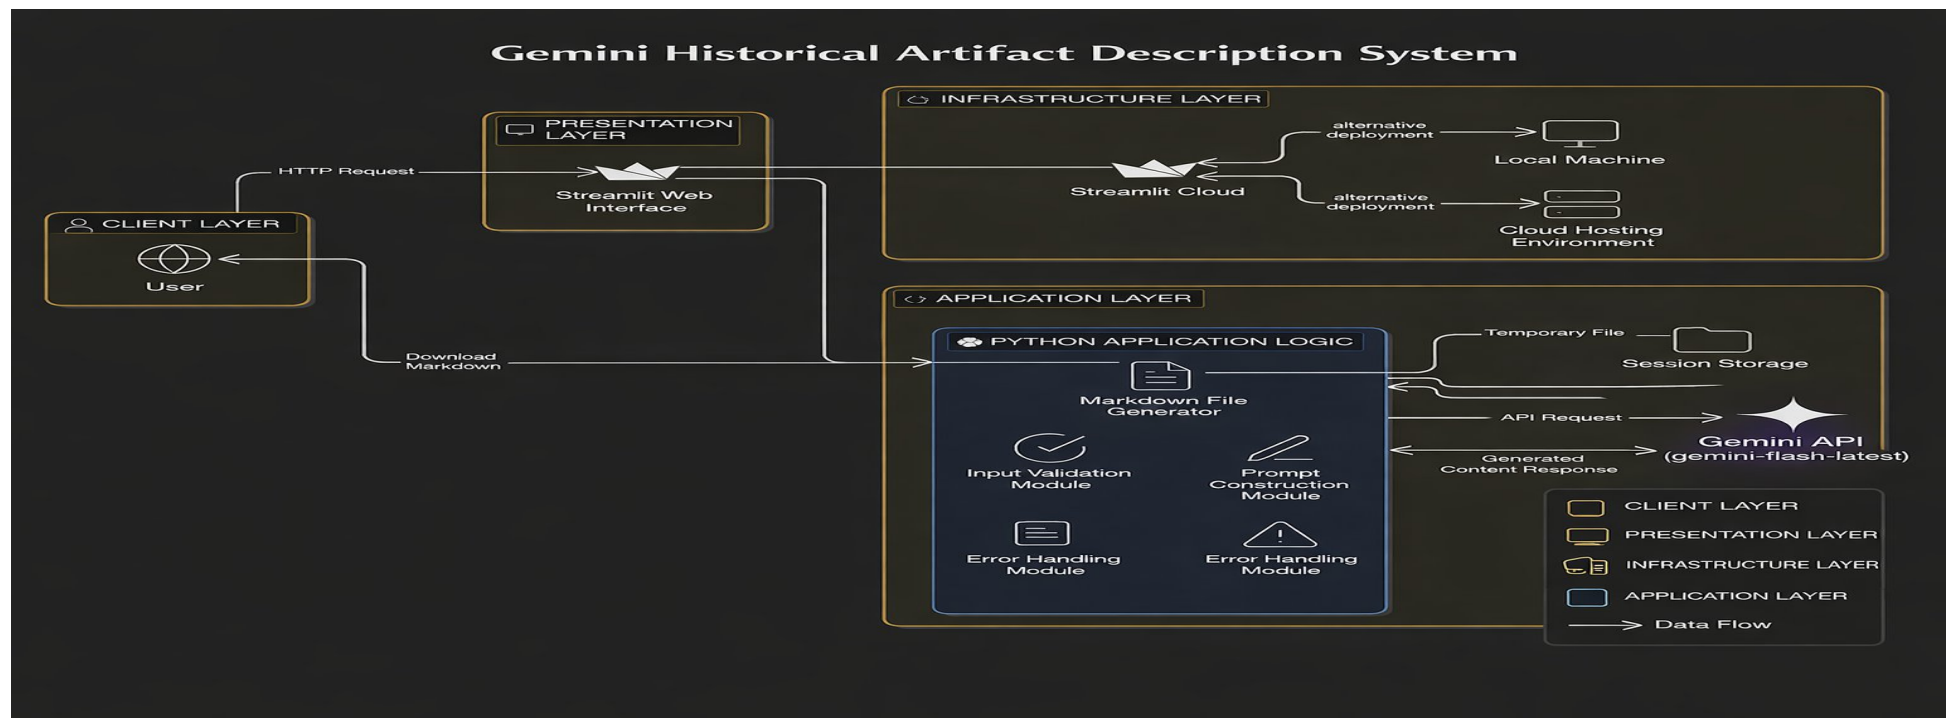 Gemini Historical Artifact Description System
INFRASTRUCTURE LAYER
PRESENTATION
LAYER
alternative
deployment
Local Machine
HTTP Request
Streamlit Web
Interface
Streamlit Cloud
alternative
deployment
Cloud Hosting
Environment
CLIENT LAYER
User
APPLICATION LAYER
PYTHON APPLICATION LOGIC
Temporary File
Session Storage
Download
Markdown
Markdown File
Generator
API Request
Gemini API
(gemini-flash-latest)
Generated
Content Response
Input Validation
Module
Prompt
Construction
Module
Error Handling
Module
Error Handling
Module
CLIENT LAYER
PRESENTATION LAYER
INFRASTRUCTURE LAYER
APPLICATION LAYER
Data Flow